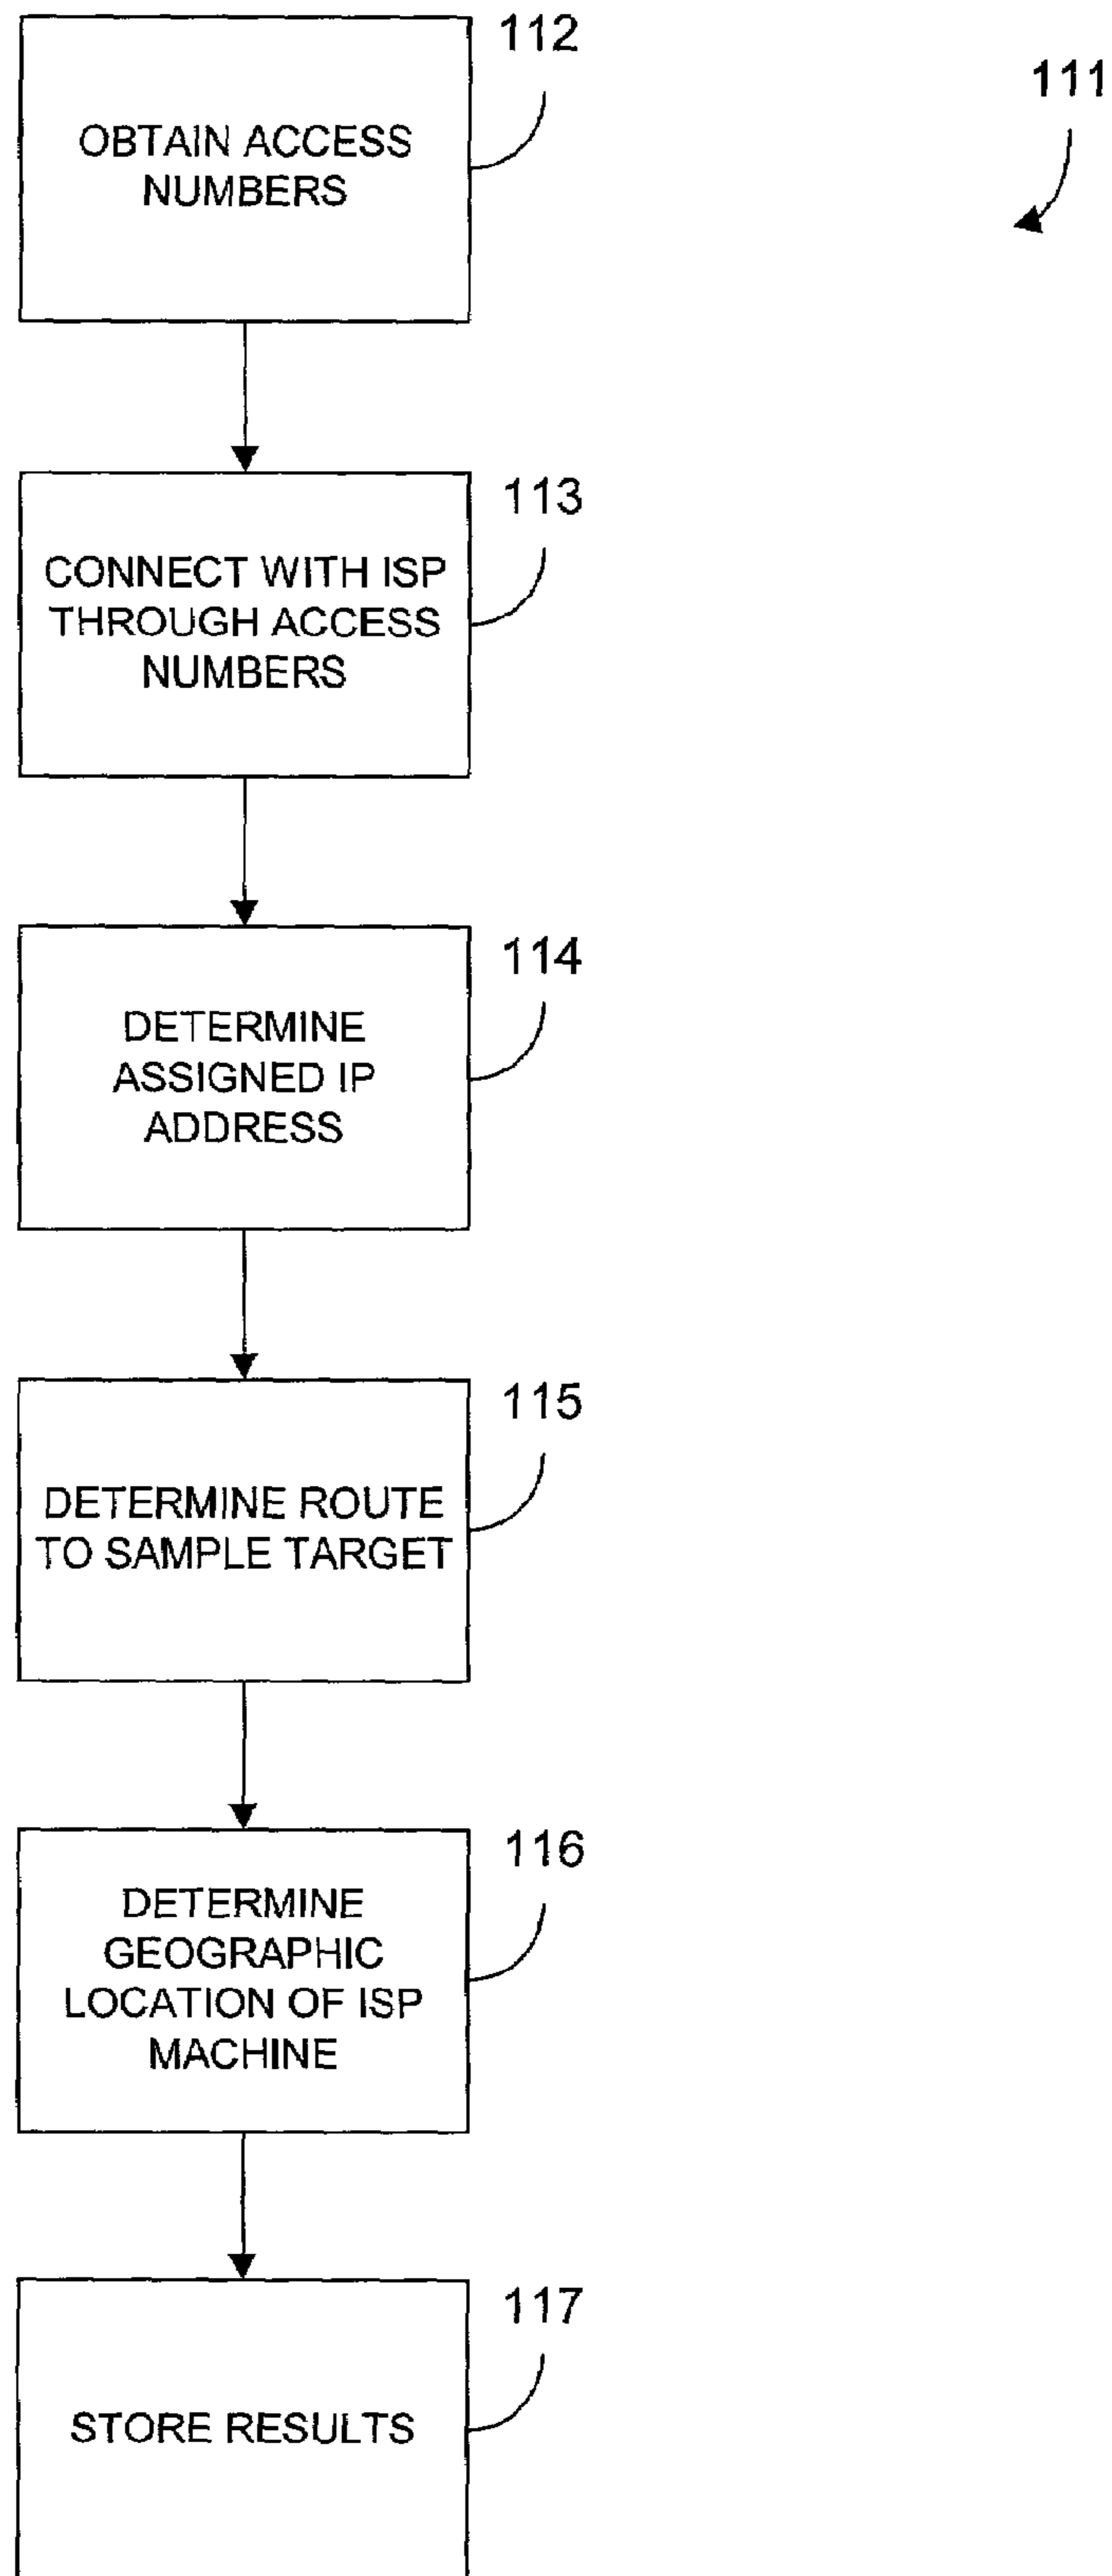 112
111
OBTAIN ACCESS
NUMBERS
113
CONNECT WITH ISP
THROUGH ACCESS
NUMBERS
114
DETERMINE
ASSIGNED IP
ADDRESS
115
DETERMINE ROUTE
TO SAMPLE TARGET
116
DETERMINE
GEOGRAPHIC
LOCATION OF ISP
MACHINE
117
STORE RESULTS